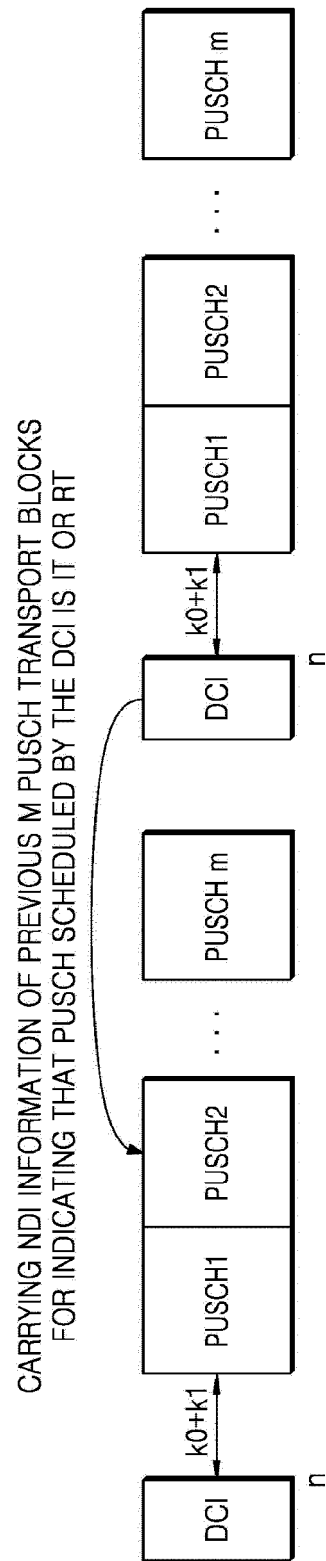 CARRYING NDI INFORMATION OF PREVIOUS M PUSCH TRANSPORT BLOCKS
FOR INDICATING THAT PUSCH SCHEDULED BY THE DCI IS IT OR RT
DCI
n
k0+k1
PUSCH1
PUSCH2
...
PUSCH m
DCI
n
k0+k1
PUSCH1
PUSCH2
...
PUSCH m